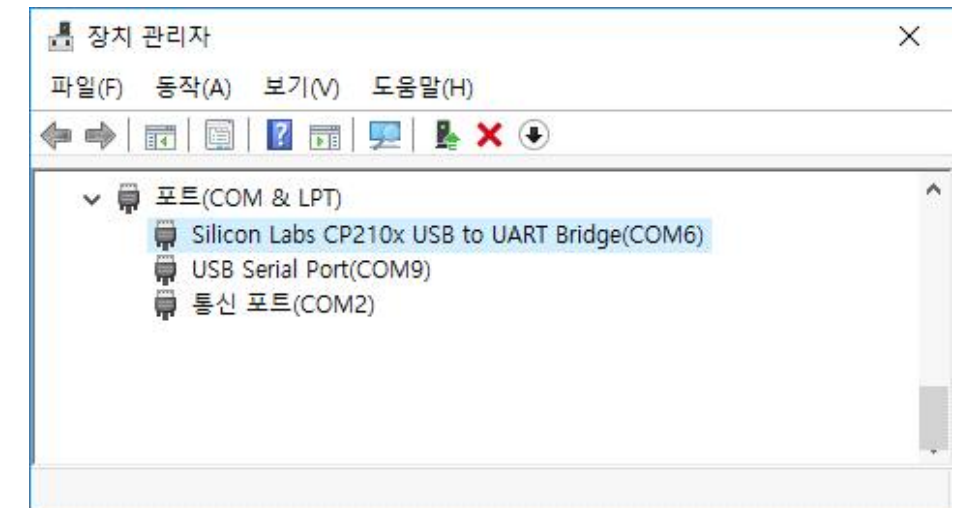 장치 관리자
파일(F) 동작(A) 보기(V) 도움말(H)
포트(COM & LPT)
Silicon Labs CP210x USB to UART Bridge(COM6)
USB Serial Port(COM9)
통신 포트(COM2)